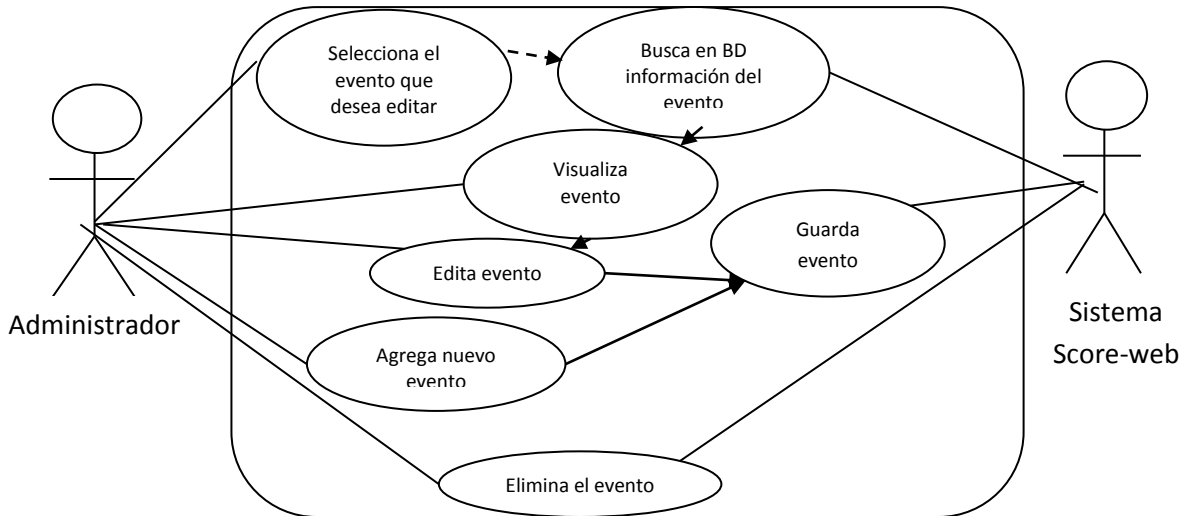 Selecciona el
evento que
desea editar
Busca en BD
información del
evento
Visualiza
evento
Guarda
evento
Edita evento
Administrador
Sistema
Score-web
Agrega nuevo
evento
Elimina el evento